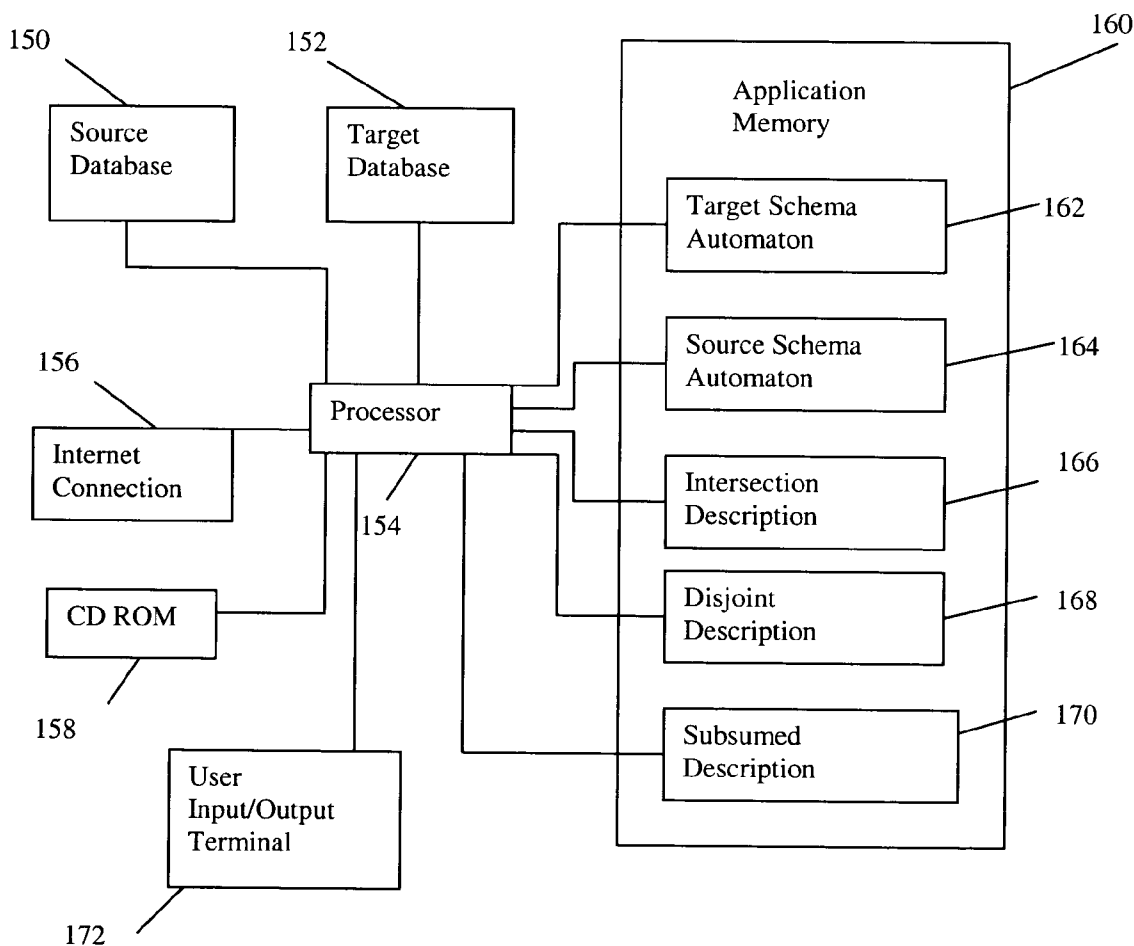 150
152
160
Source
Database
Target
Database
Application
Memory
Target Schema
Automaton
162
Source Schema
Automaton
164
156
Processor
Internet
Connection
154
Intersection
Description
166
CD ROM
158
Disjoint
Description
168
Subsumed
Description
170
User
Input/Output
Terminal
172